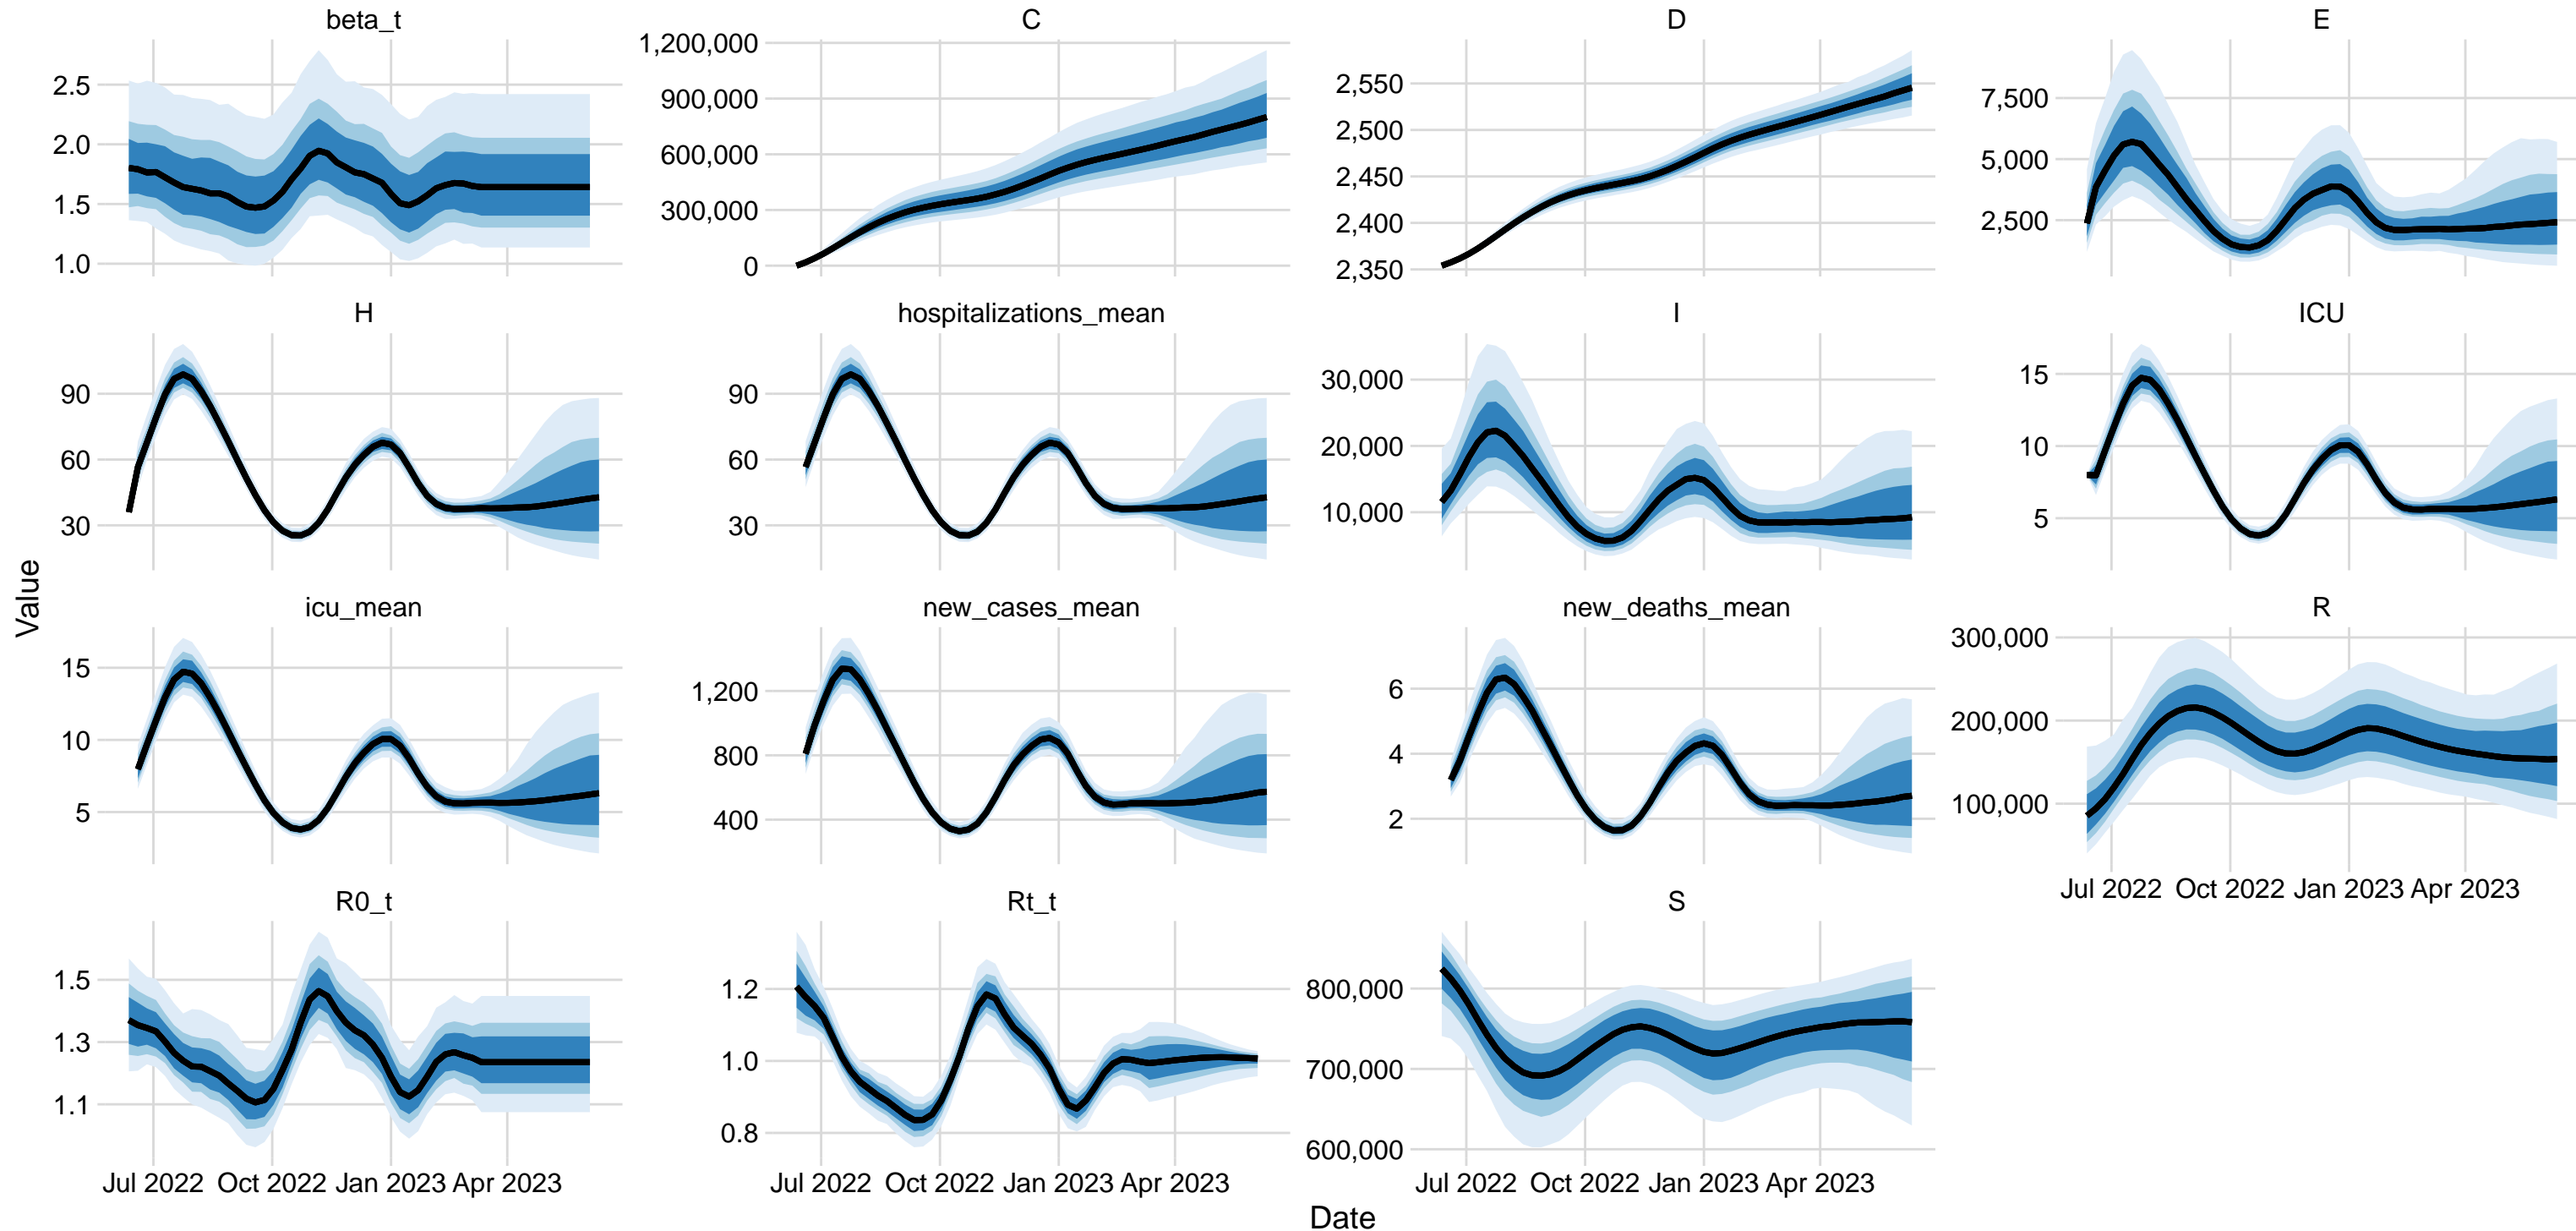 beta_t
C
D
E
2.5
2.0
1.5
1.0
1,200,000
900,000
600,000
300,000
0
2,550
2,500
2,450
2,400
2,350
7,500
5,000
2,500
H
hospitalizations_mean
I
ICU
90
60
30
90
60
30
30,000
20,000
10,000
15
10
5
Value
icu_mean
new_cases_mean
new_deaths_mean
R
15
10
5
1,200
800
400
6
4
2
300,000
200,000
100,000
Jul 2022 Oct 2022 Jan 2023 Apr 2023
R0_t
Rt_t
S
1.5
1.3
1.1
1.2
1.0
0.8
800,000
700,000
600,000
Jul 2022 Oct 2022 Jan 2023 Apr 2023
Jul 2022 Oct 2022 Jan 2023 Apr 2023
Jul 2022 Oct 2022 Jan 2023 Apr 2023
Date